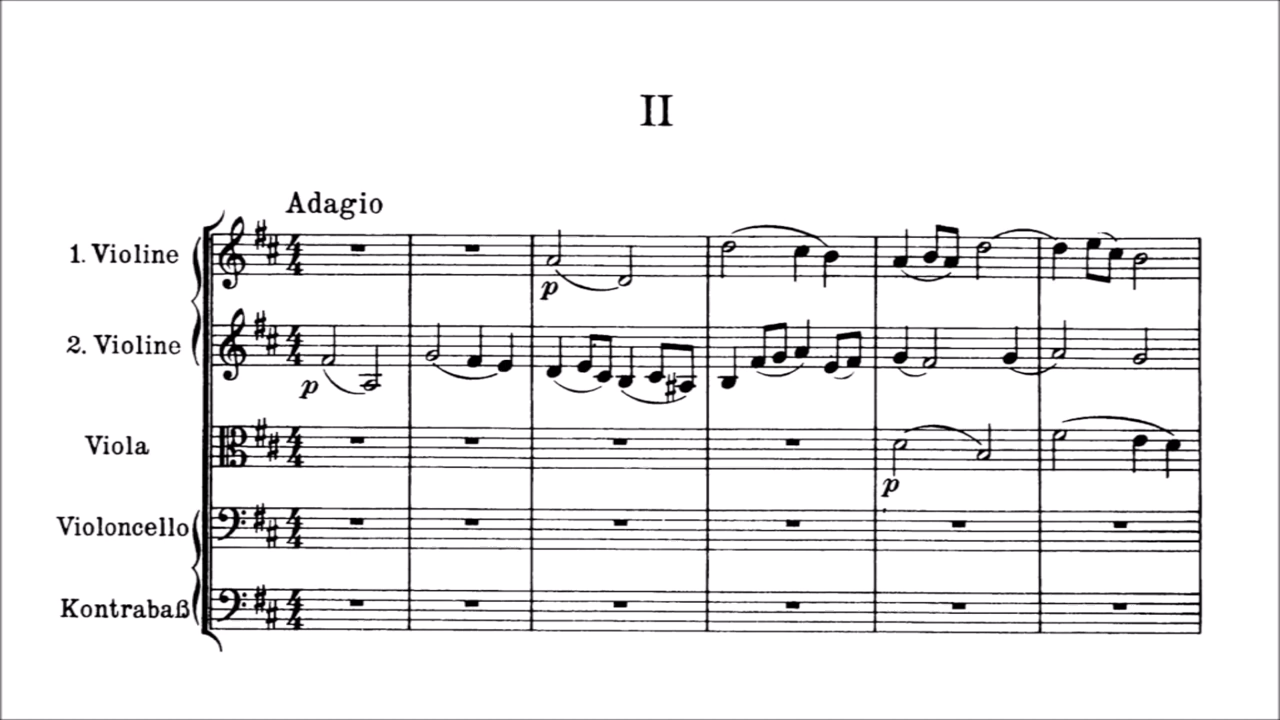 II
Adagio
1. Violine
p
2. Violine
p
Viola
p
Violoncello
Kontrabaß